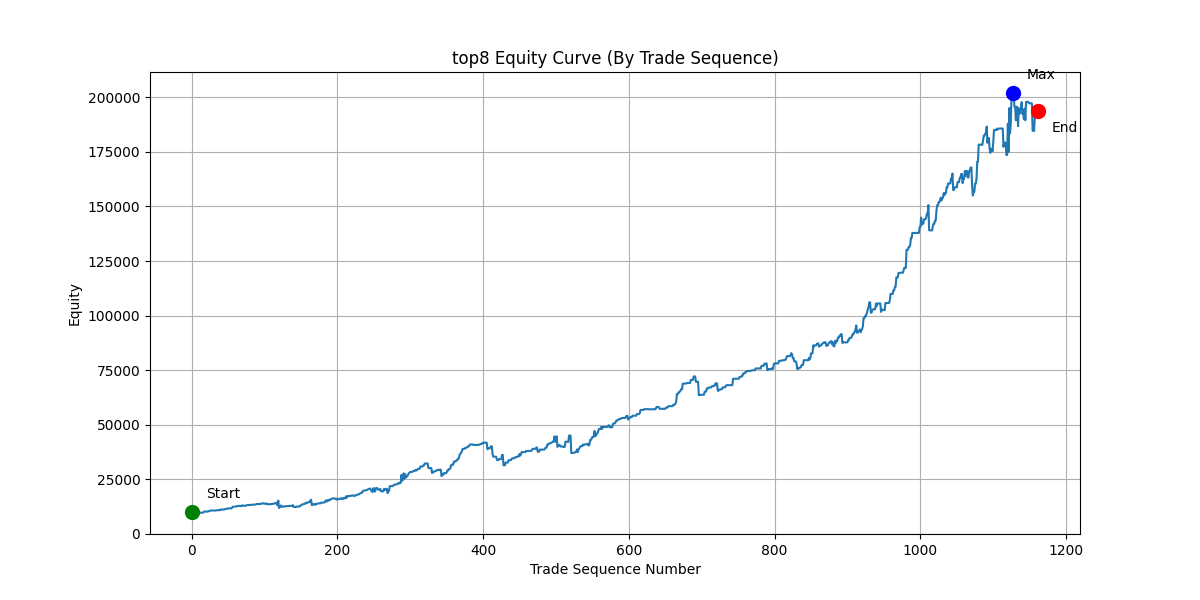 top8 Equity Curve (By Trade Sequence)
Max
End
Start
Equity
200000
175000
150000
125000
100000
75000
50000
25000
0
0 200 400 600 800 1000 1200
Trade Sequence Number